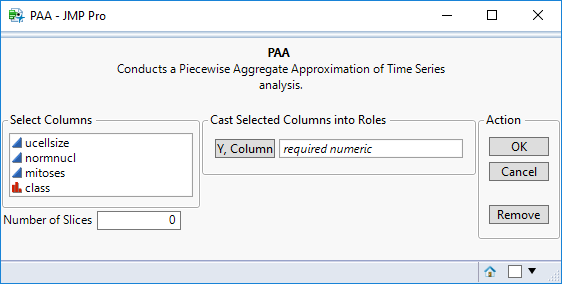 PAA - JMP Pro
PAA
Conducts a Piecewise Aggregate Approximation of Time Series
analysis.
Select Columns
ucellsize
normnucl
mitoses
class
Number of Slices 0
Cast Selected Columns into Roles
Y, Column required numeric
Action
OK
Cancel
Remove